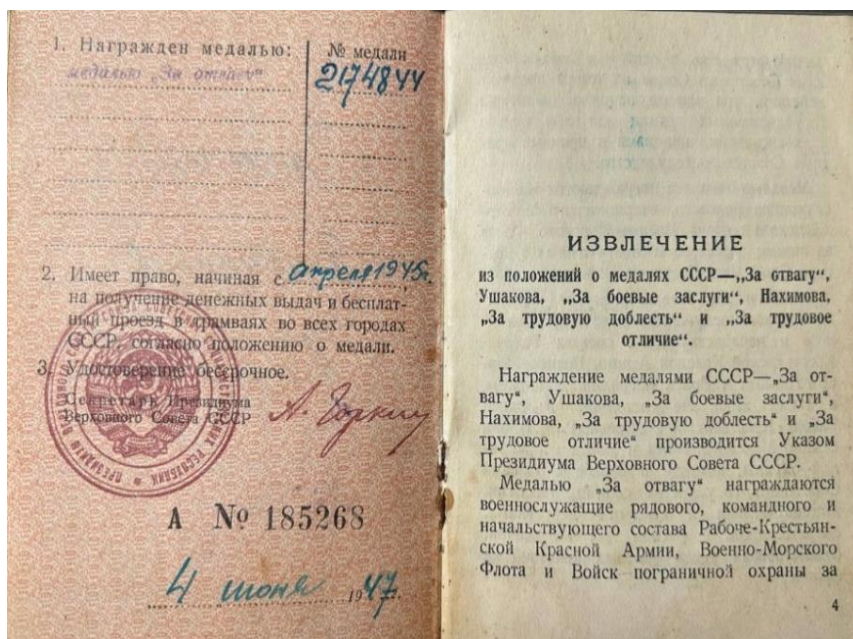 1. Награжден медалью:
№ медали
медалью „За отвагу“
2174844
2. Имеет право, начиная с апреля 1945г.
на получение денежных выдач и бесплат-
ный проезд в трамваях во всех городах
СССР, согласно положению о медали.
3. Удостоверение бессрочное.
Секретарь Президиума
Верховного Совета СССР А. Горкин
А № 185268
4 июня 1947 г.
ИЗВЛЕЧЕНИЕ
из положений о медалях СССР—„За отвагу“,
Ушакова, „За боевые заслуги“, Нахимова,
„За трудовую доблесть“ и „За трудовое
отличие“.
Награждение медалями СССР—„За от-
вагу“, Ушакова, „За боевые заслуги“,
Нахимова, „За трудовую доблесть“ и „За
трудовое отличие“ производится Указом
Президиума Верховного Совета СССР.
Медалью „За отвагу“ награждаются
военнослужащие рядового, командного и
начальствующего состава Рабоче-Крестьян-
ской Красной Армии, Военно-Морского
Флота и Войск пограничной охраны за
4